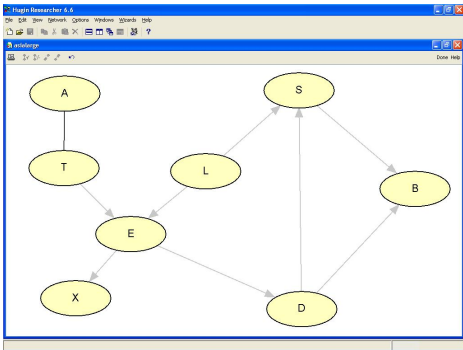 Hugin Researcher 6.6
File Edit View Network Options Windows Wizards Help
asialarge
Done Help
A
S
T
L
B
E
X
D